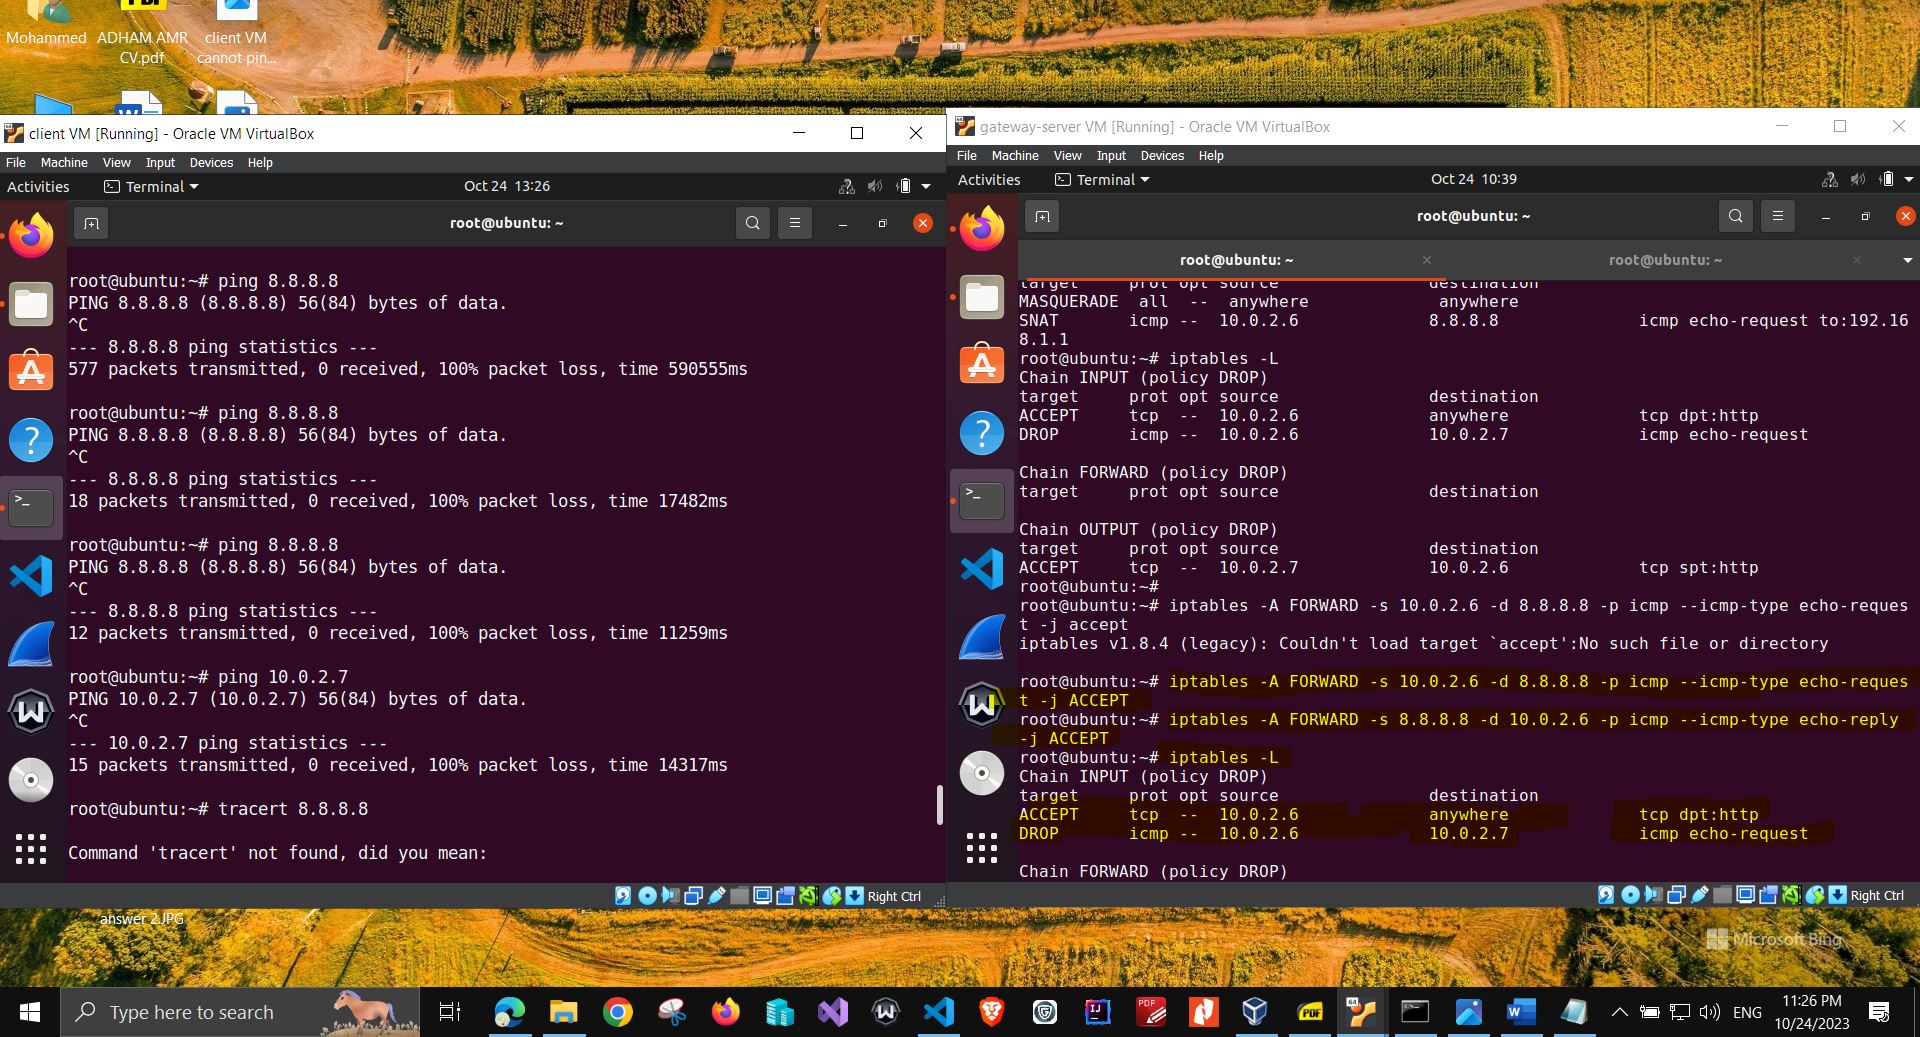 Mohammed
ADHAM AMR CV.pdf
client VM cannot pin...
client VM [Running] - Oracle VM VirtualBox
File Machine View Input Devices Help
Activities Terminal Oct 24 13:26
root@ubuntu: ~
root@ubuntu:~# ping 8.8.8.8
PING 8.8.8.8 (8.8.8.8) 56(84) bytes of data.
^C
--- 8.8.8.8 ping statistics ---
577 packets transmitted, 0 received, 100% packet loss, time 590555ms
root@ubuntu:~# ping 8.8.8.8
PING 8.8.8.8 (8.8.8.8) 56(84) bytes of data.
^C
--- 8.8.8.8 ping statistics ---
18 packets transmitted, 0 received, 100% packet loss, time 17482ms
root@ubuntu:~# ping 8.8.8.8
PING 8.8.8.8 (8.8.8.8) 56(84) bytes of data.
^C
--- 8.8.8.8 ping statistics ---
12 packets transmitted, 0 received, 100% packet loss, time 11259ms
root@ubuntu:~# ping 10.0.2.7
PING 10.0.2.7 (10.0.2.7) 56(84) bytes of data.
^C
--- 10.0.2.7 ping statistics ---
15 packets transmitted, 0 received, 100% packet loss, time 14317ms
root@ubuntu:~# tracert 8.8.8.8
Command 'tracert' not found, did you mean:
Right Ctrl
gateway-server VM [Running] - Oracle VM VirtualBox
File Machine View Input Devices Help
Activities Terminal Oct 24 10:39
root@ubuntu: ~
root@ubuntu: ~ root@ubuntu: ~
target prot opt source destination
MASQUERADE all -- anywhere anywhere
SNAT icmp -- 10.0.2.6 8.8.8.8 icmp echo-request to:192.16
8.1.1
root@ubuntu:~# iptables -L
Chain INPUT (policy DROP)
target prot opt source destination
ACCEPT tcp -- 10.0.2.6 anywhere tcp dpt:http
DROP icmp -- 10.0.2.6 10.0.2.7 icmp echo-request
Chain FORWARD (policy DROP)
target prot opt source destination
Chain OUTPUT (policy DROP)
target prot opt source destination
ACCEPT tcp -- 10.0.2.7 10.0.2.6 tcp spt:http
root@ubuntu:~#
root@ubuntu:~# iptables -A FORWARD -s 10.0.2.6 -d 8.8.8.8 -p icmp --icmp-type echo-reques
t -j accept
iptables v1.8.4 (legacy): Couldn't load target `accept':No such file or directory
root@ubuntu:~# iptables -A FORWARD -s 10.0.2.6 -d 8.8.8.8 -p icmp --icmp-type echo-reques
t -j ACCEPT
root@ubuntu:~# iptables -A FORWARD -s 8.8.8.8 -d 10.0.2.6 -p icmp --icmp-type echo-reply
-j ACCEPT
root@ubuntu:~# iptables -L
Chain INPUT (policy DROP)
target prot opt source destination
ACCEPT tcp -- 10.0.2.6 anywhere tcp dpt:http
DROP icmp -- 10.0.2.6 10.0.2.7 icmp echo-request
Chain FORWARD (policy DROP)
Right Ctrl
answer 2.JPG
Microsoft Bing
Type here to search
ENG
11:26 PM
10/24/2023